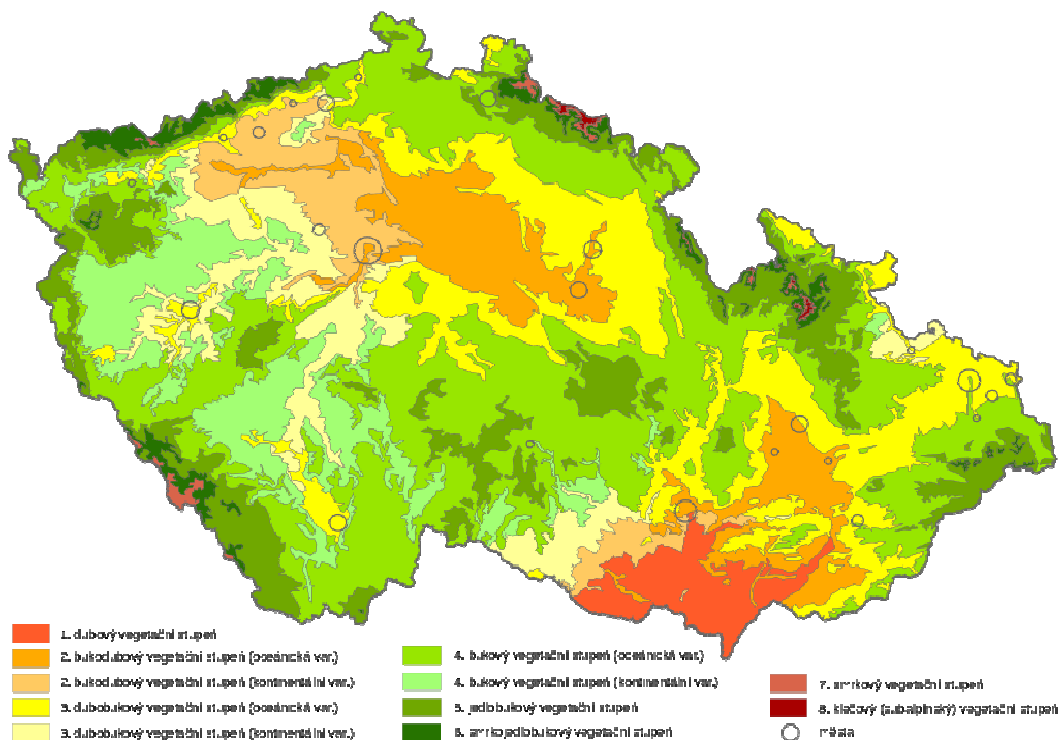 1. dubový vegetační stupeň
2. bukodubový vegetační stupeň (oceánická var.)
2. bukodubový vegetační stupeň (kontinentální var.)
3. dubobukový vegetační stupeň (oceánická var.)
3. dubobukový vegetační stupeň (kontinentální var.)
4. bukový vegetační stupeň (oceánická var.)
4. bukový vegetační stupeň (kontinentální var.)
5. jedlobukový vegetační stupeň
6. smrkojedlobukový vegetační stupeň
7. smrkový vegetační stupeň
8. klečový (subalpinský) vegetační stupeň
města